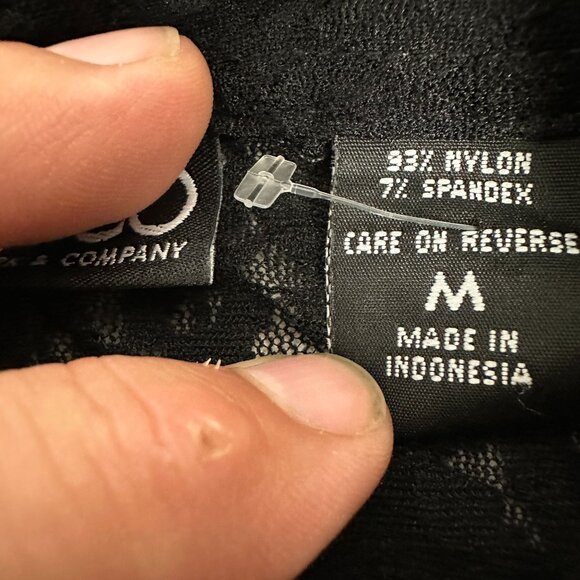 & COMPANY
93% NYLON
7% SPANDEX
CARE ON REVERSE
M
MADE IN
INDONESIA